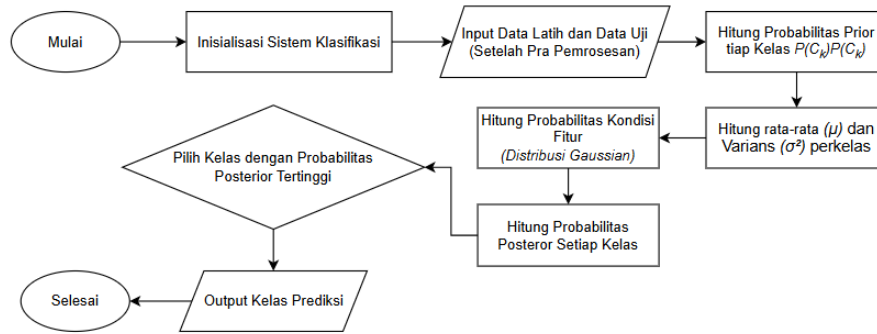 Mulai
Inisialisasi Sistem Klasifikasi
Input Data Latih dan Data Uji
(Setelah Pra Pemrosesan)
Hitung Probabilitas Prior
tiap Kelas P(Cₖ)P(Cₖ)
Hitung rata-rata (μ) dan
Varians (σ²) perkelas
Hitung Probabilitas Kondisi
Fitur
(Distribusi Gaussian)
Hitung Probabilitas
Posteror Setiap Kelas
Pilih Kelas dengan Probabilitas
Posterior Tertinggi
Output Kelas Prediksi
Selesai